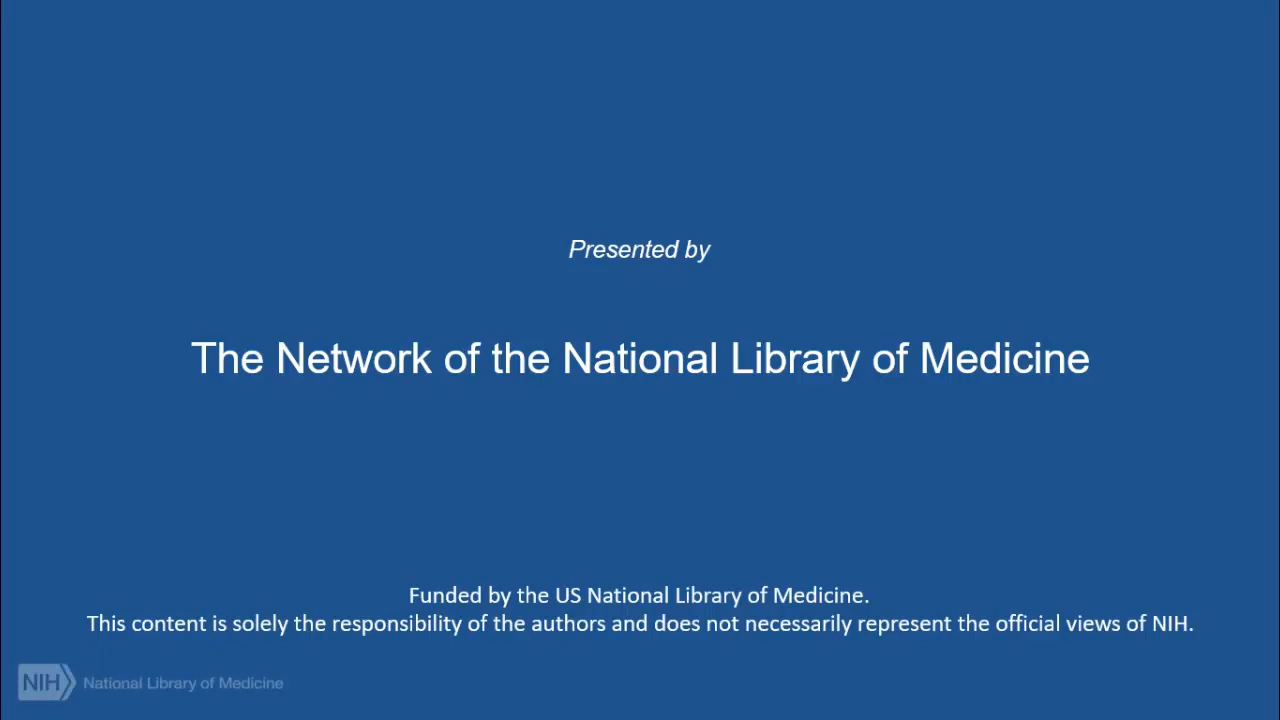 Presented by
The Network of the National Library of Medicine
Funded by the US National Library of Medicine.
This content is solely the responsibility of the authors and does not necessarily represent the official views of NIH.
NIH National Library of Medicine